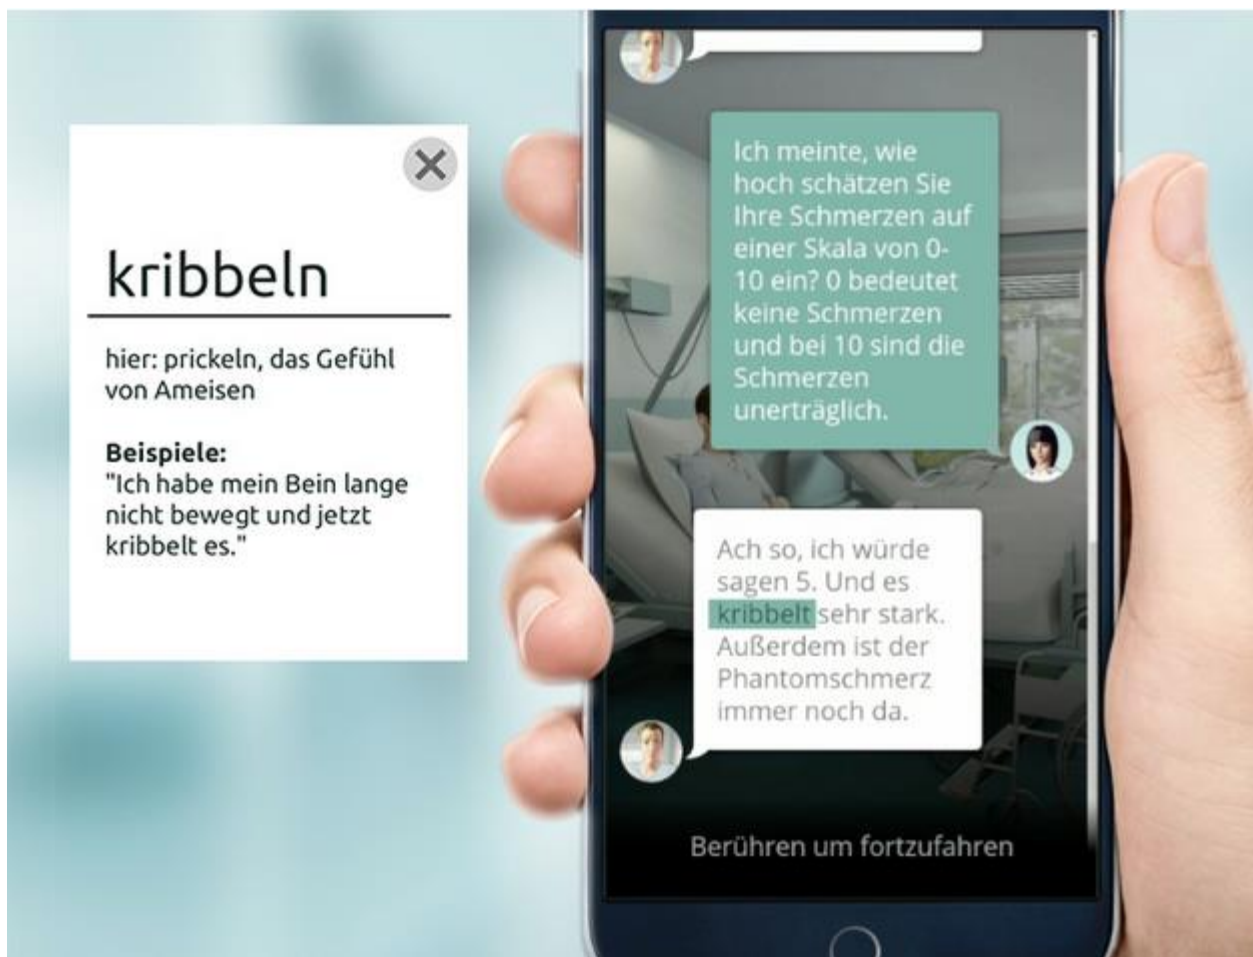 kribbeln
hier: prickeln, das Gefühl
von Ameisen
Beispiele:
"Ich habe mein Bein lange
nicht bewegt und jetzt
kribbelt es."
Ich meinte, wie
hoch schätzen Sie
Ihre Schmerzen auf
einer Skala von 0-
10 ein? 0 bedeutet
keine Schmerzen
und bei 10 sind die
Schmerzen
unerträglich.
Ach so, ich würde
sagen 5. Und es
kribbelt sehr stark.
Außerdem ist der
Phantomschmerz
immer noch da.
Berühren um fortzufahren